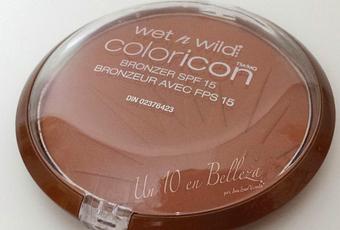 wet n wild
coloricon
BRONZER SPF 15
BRONZEUR AVEC FPS 15
DIN 02376423
Un 10 en Belleza